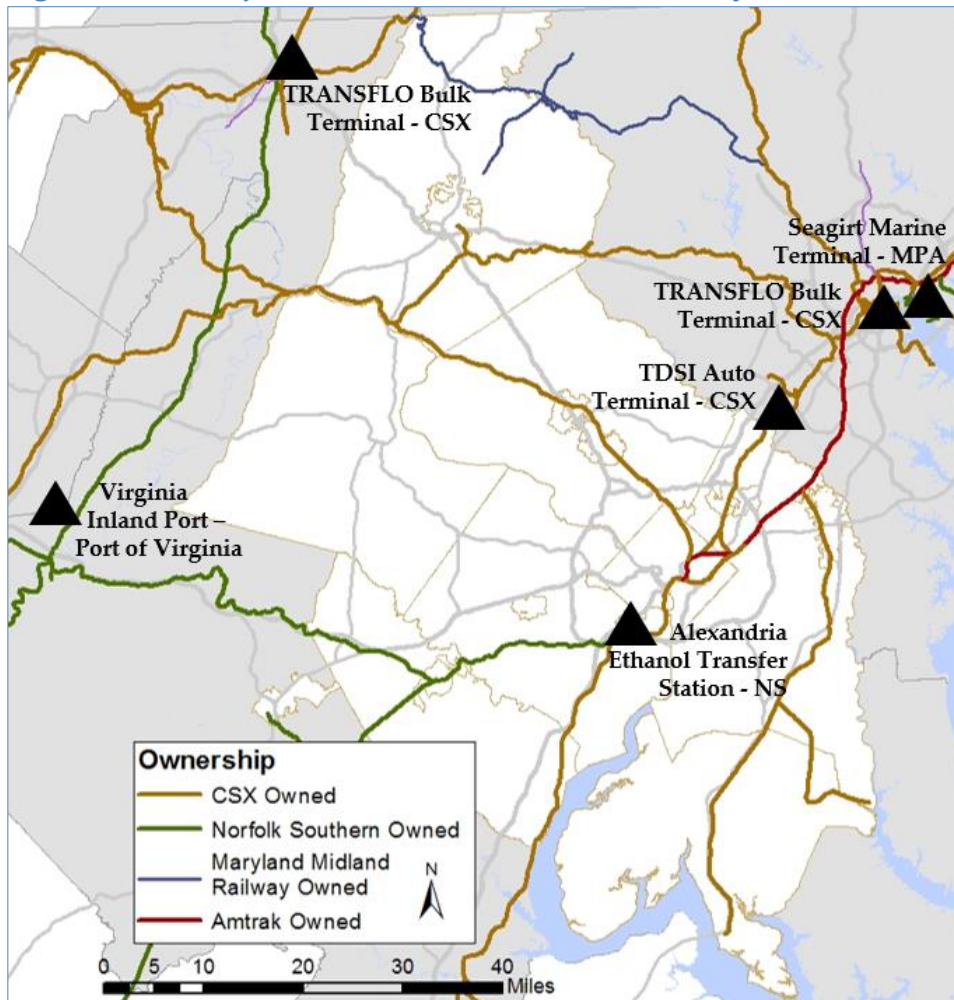 TRANSFLO Bulk
Terminal - CSX
Seagirt Marine
Terminal - MPA
TRANSFLO Bulk
Terminal - CSX
TDSI Auto
Terminal - CSX
Virginia
Inland Port –
Port of Virginia
Alexandria
Ethanol Transfer
Station - NS
Ownership
CSX Owned
Norfolk Southern Owned
Maryland Midland
Railway Owned
Amtrak Owned
N
0 5 10 20 30 40
Miles